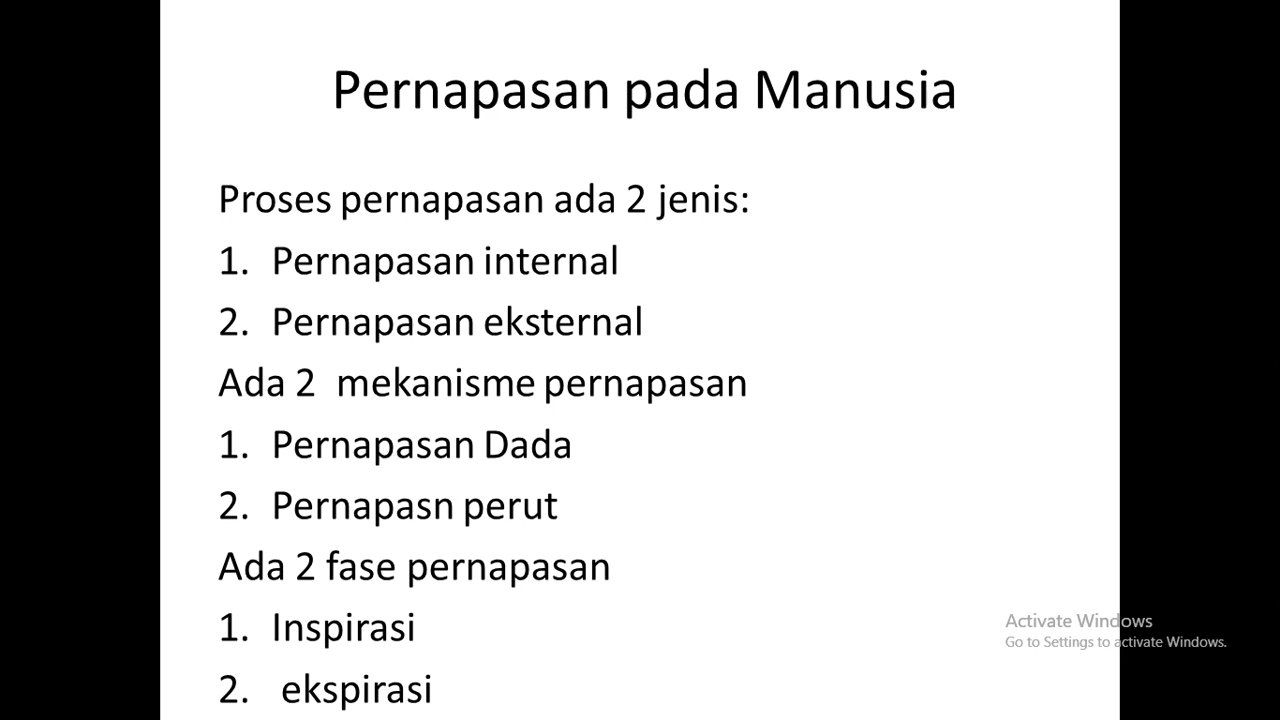 Pernapasan pada Manusia
Proses pernapasan ada 2 jenis:
1. Pernapasan internal
2. Pernapasan eksternal
Ada 2  mekanisme pernapasan
1. Pernapasan Dada
2. Pernapasn perut
Ada 2 fase pernapasan
1. Inspirasi
2. ekspirasi
Activate Windows
Go to Settings to activate Windows.